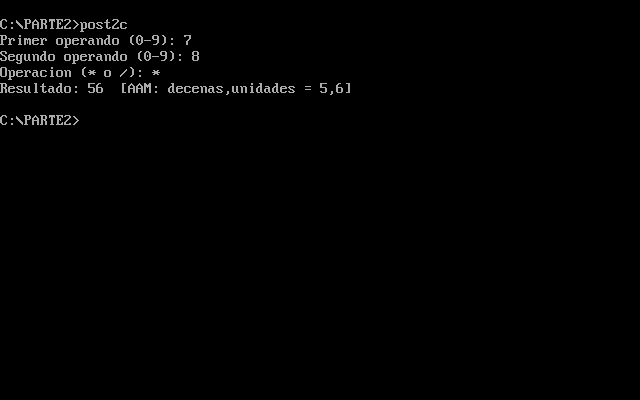 C:\PARTE2>post2c
Primer operando (0-9): 7
Segundo operando (0-9): 8
Operacion (* o /): *
Resultado: 56  [AAM: decenas,unidades = 5,6]
C:\PARTE2>